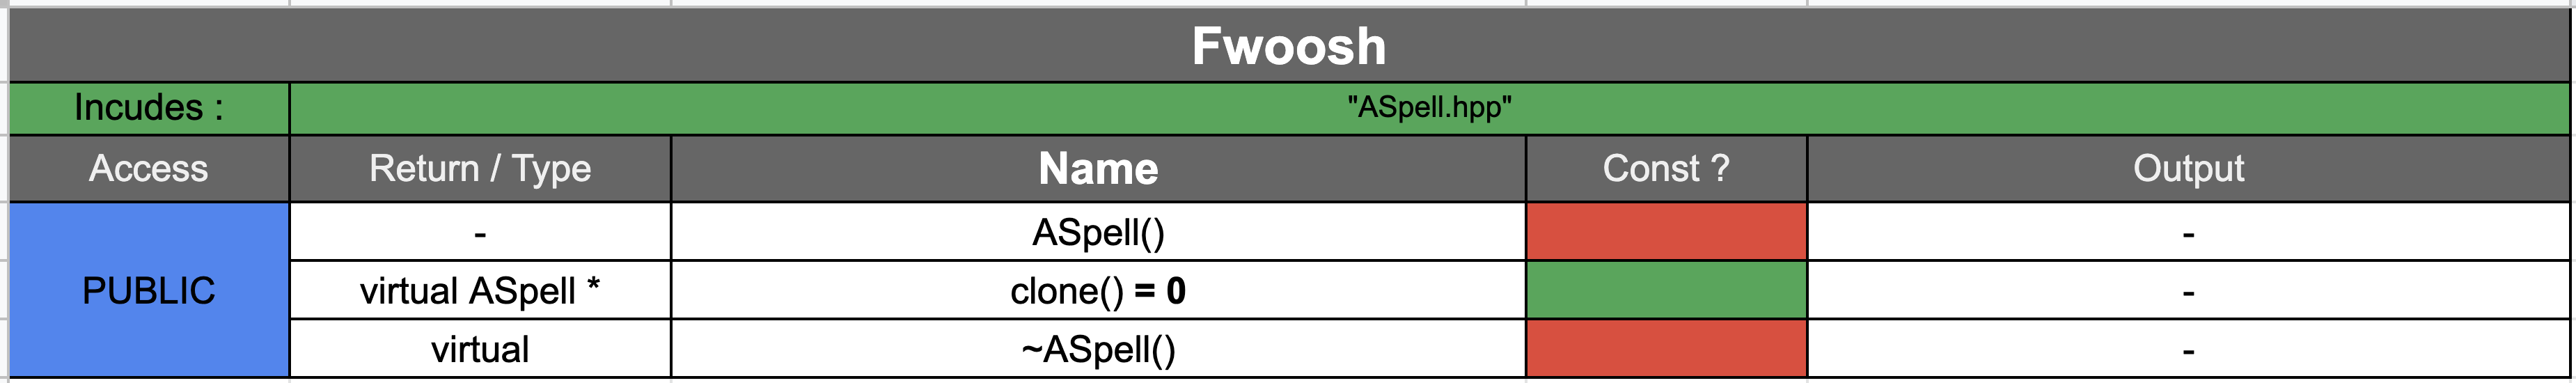 Fwoosh
Incudes : "ASpell.hpp"
Access Return / Type Name Const ? Output
- ASpell() -
PUBLIC virtual ASpell * clone() = 0 -
virtual ~ASpell() -